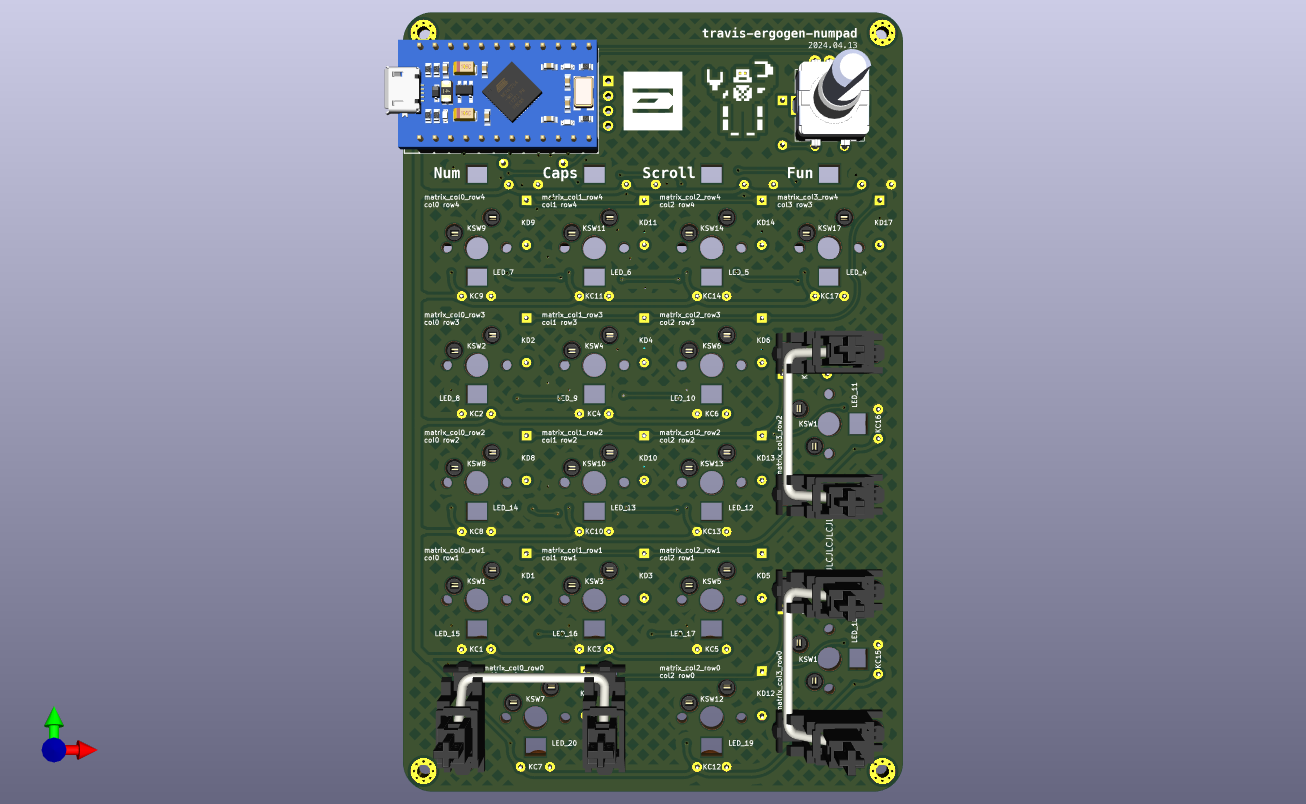 travis-ergogen-numpad
2024.04.13
Num Caps Scroll Fun
matrix_col0_row4 matrix_col1_row4 matrix_col2_row4 matrix_col3_row4
col0 row4 col1 row4 col2 row4 col3 row4
KD9 KD11 KD14 KD17
KSW9 KSW11 KSW14 KSW17
LED_7 LED_6 LED_5 LED_4
KC9 KC11 KC14 KC17
matrix_col0_row3 matrix_col1_row3 matrix_col2_row3
col0 row3 col1 row3 col2 row3
KD2 KD4 KD6
KSW2 KSW4 KSW6
LED_8 LED_9 LED_10 LED_11
KC2 KC4 KC6 KC16
KSW1
matrix_col3_row2
matrix_col0_row2 matrix_col1_row2 matrix_col2_row2
col0 row2 col1 row2 col2 row2
KD8 KD10 KD13
KSW8 KSW10 KSW13
LED_14 LED_13 LED_12
KC8 KC10 KC13
matrix_col0_row1 matrix_col1_row1 matrix_col2_row1
col0 row1 col1 row1 col2 row1
KD1 KD3 KD5
KSW1 KSW3 KSW5
LED_15 LED_16 LED_17
KC1 KC3 KC5 KC15
KSW1
matrix_col3_row0
matrix_col0_row0 matrix_col2_row0
col2 row0
KSW7 KSW12 KD12
LED_20 LED_19
KC7 KC12